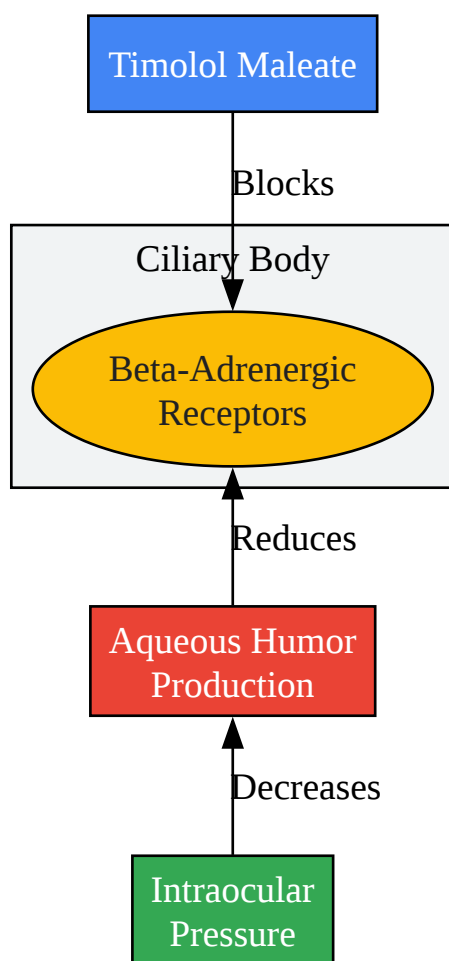 Timolol Maleate
Blocks
Ciliary Body
Beta-Adrenergic
Receptors
Reduces
Aqueous Humor
Production
Decreases
Intraocular
Pressure